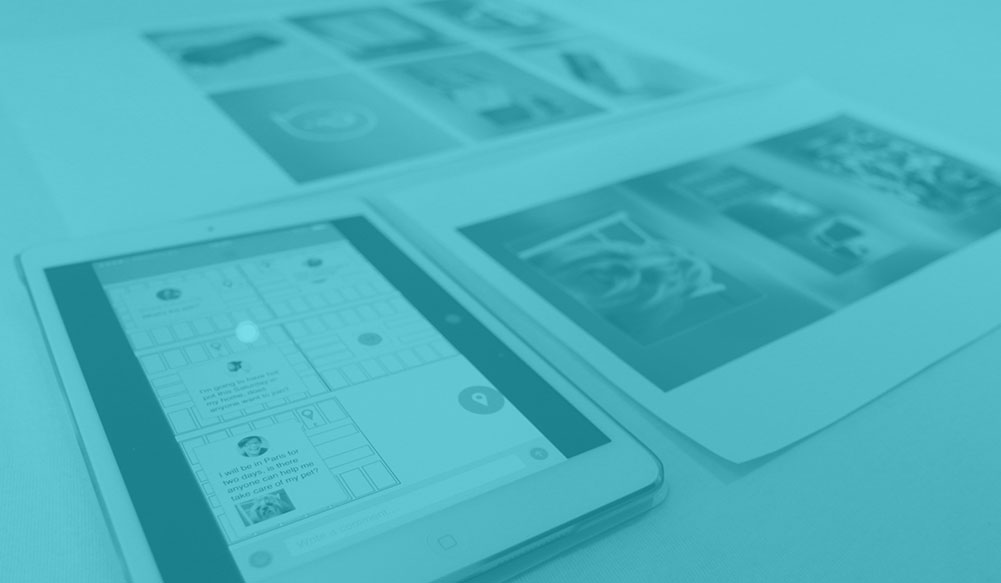 I'm going to have hot
pot this Saturday in
my home, does
anyone want to join?
I will be in Paris for
two days, is there
anyone can help me
take care of my pet?
Write a comment...